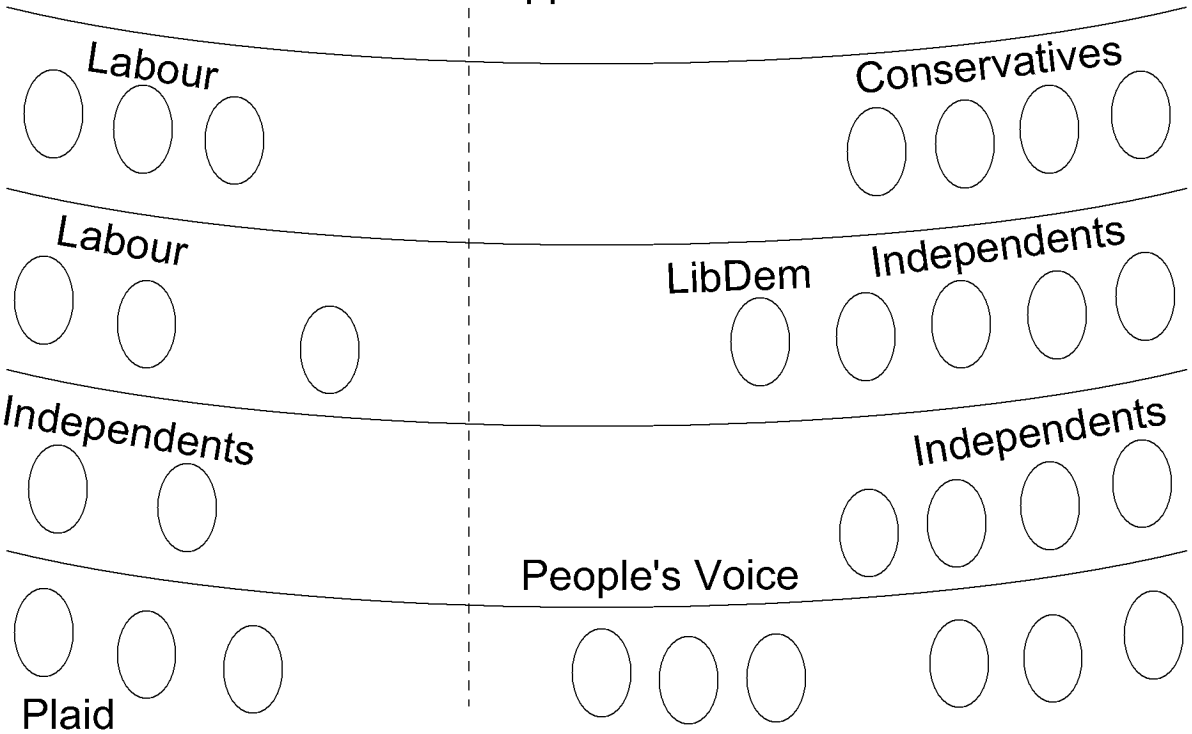 Labour
Conservatives
Labour
LibDem
Independents
Independents
Independents
People's Voice
Plaid